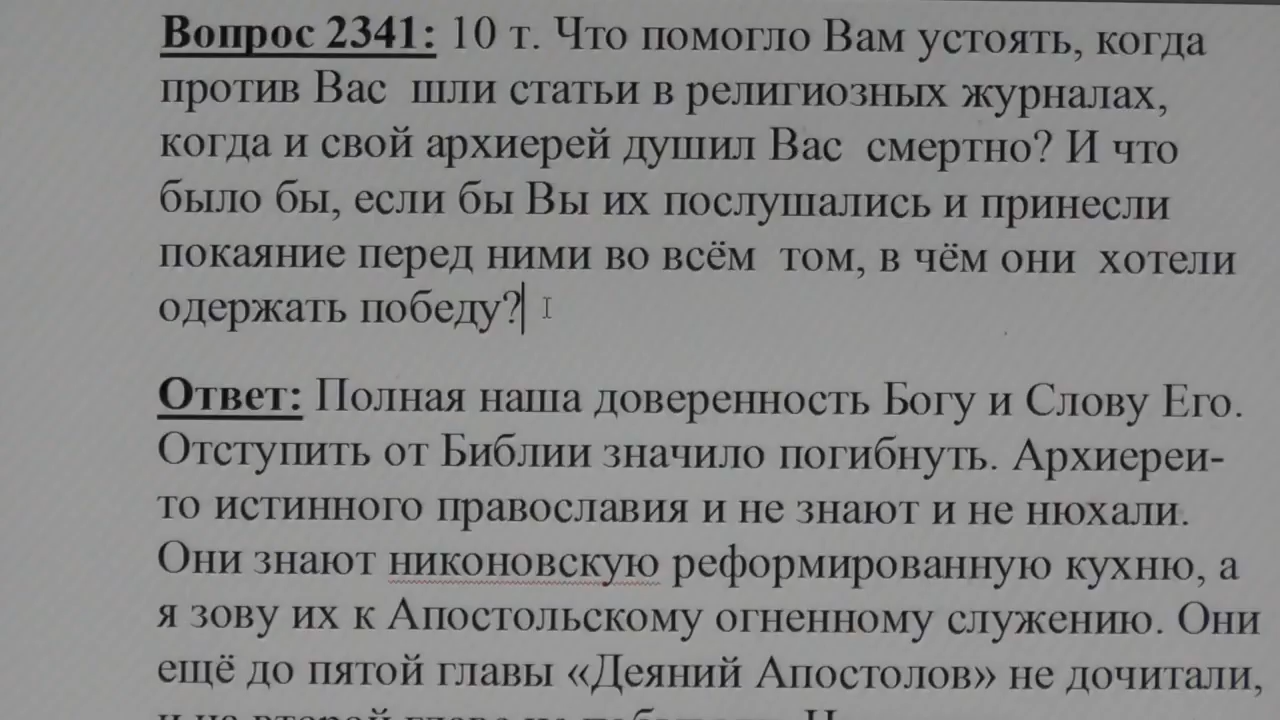 Вопрос 2341: 10 т. Что помогло Вам устоять, когда
против Вас шли статьи в религиозных журналах,
когда и свой архиерей душил Вас смертно? И что
было бы, если бы Вы их послушались и принесли
покаяние перед ними во всём том, в чём они хотели
одержать победу?
Ответ: Полная наша доверенность Богу и Слову Его.
Отступить от Библии значило погибнуть. Архиереи-
то истинного православия и не знают и не нюхали.
Они знают никоновскую реформированную кухню, а
я зову их к Апостольскому огненному служению. Они
ещё до пятой главы «Деяний Апостолов» не дочитали,